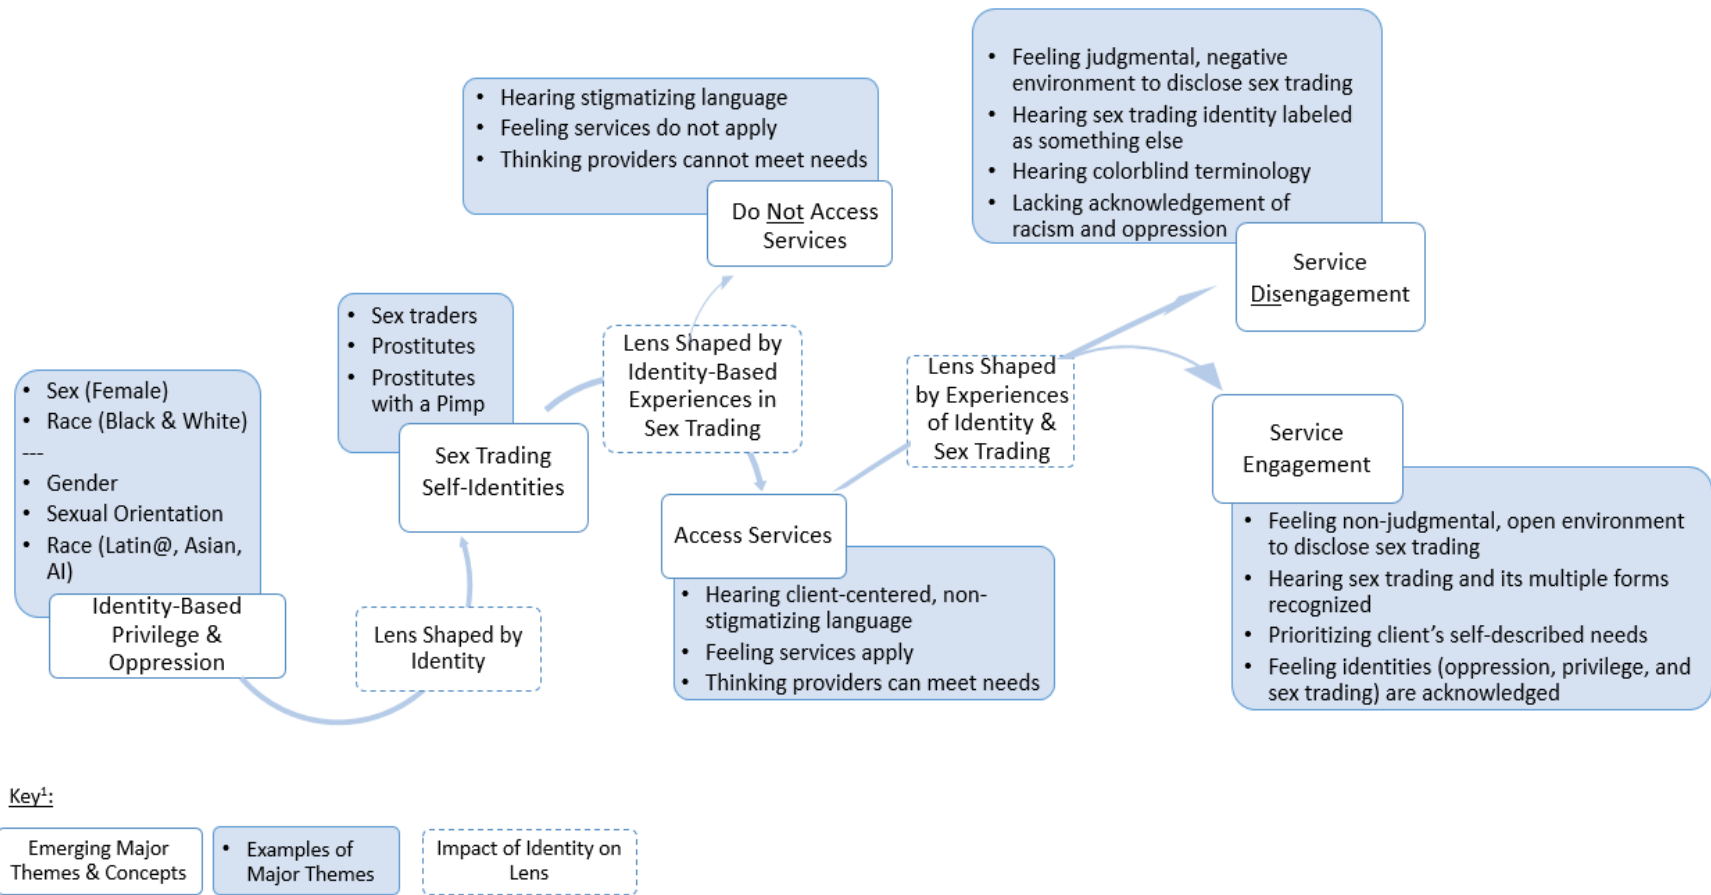 • Sex (Female)
• Race (Black & White)
---
• Gender
• Sexual Orientation
• Race (Latin@, Asian,
AI)
Identity-Based
Privilege &
Oppression
Lens Shaped by
Identity
• Sex traders
• Prostitutes
• Prostitutes
with a Pimp
Sex Trading
Self-Identities
Lens Shaped by
Identity-Based
Experiences in
Sex Trading
• Hearing stigmatizing language
• Feeling services do not apply
• Thinking providers cannot meet needs
Do Not Access
Services
Access Services
• Hearing client-centered, non-
stigmatizing language
• Feeling services apply
• Thinking providers can meet needs
Lens Shaped
by Experiences
of Identity &
Sex Trading
• Feeling judgmental, negative
environment to disclose sex trading
• Hearing sex trading identity labeled
as something else
• Hearing colorblind terminology
• Lacking acknowledgement of
racism and oppression
Service
Disengagement
Service
Engagement
• Feeling non-judgmental, open environment
to disclose sex trading
• Hearing sex trading and its multiple forms
recognized
• Prioritizing client's self-described needs
• Feeling identities (oppression, privilege, and
sex trading) are acknowledged
Key¹:
Emerging Major
Themes & Concepts
• Examples of
Major Themes
Impact of Identity on
Lens